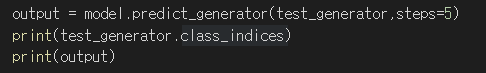 output = model.predict_generator(test_generator,steps=5)
print(test_generator.class_indices)
print(output)